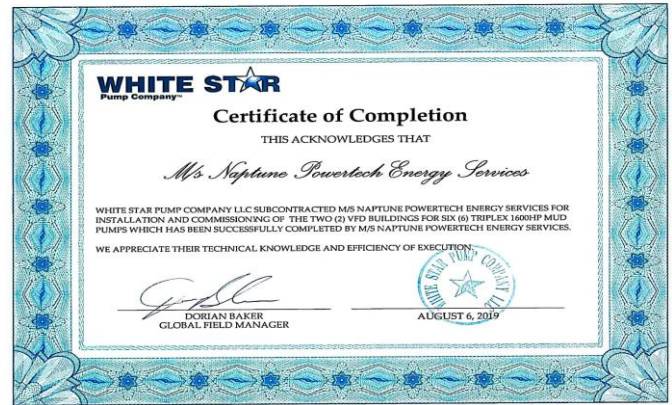 WHITE STAR
Pump Company™
Certificate of Completion
THIS ACKNOWLEDGES THAT
M/s Naptune Powertech Energy Services
WHITE STAR PUMP COMPANY LLC SUBCONTRACTED M/S NAPTUNE POWERTECH ENERGY SERVICES FOR
INSTALLATION AND COMMISSIONING OF THE TWO (2) VFD BUILDINGS FOR SIX (6) TRIPLEX 1600HP MUD
PUMPS WHICH HAS BEEN SUCCESSFULLY COMPLETED BY M/S NAPTUNE POWERTECH ENERGY SERVICES.
WE APPRECIATE THEIR TECHNICAL KNOWLEDGE AND EFFICIENCY OF EXECUTION.
WHITE STAR PUMP COMPANY LLC
DORIAN BAKER
GLOBAL FIELD MANAGER
AUGUST 6, 2019